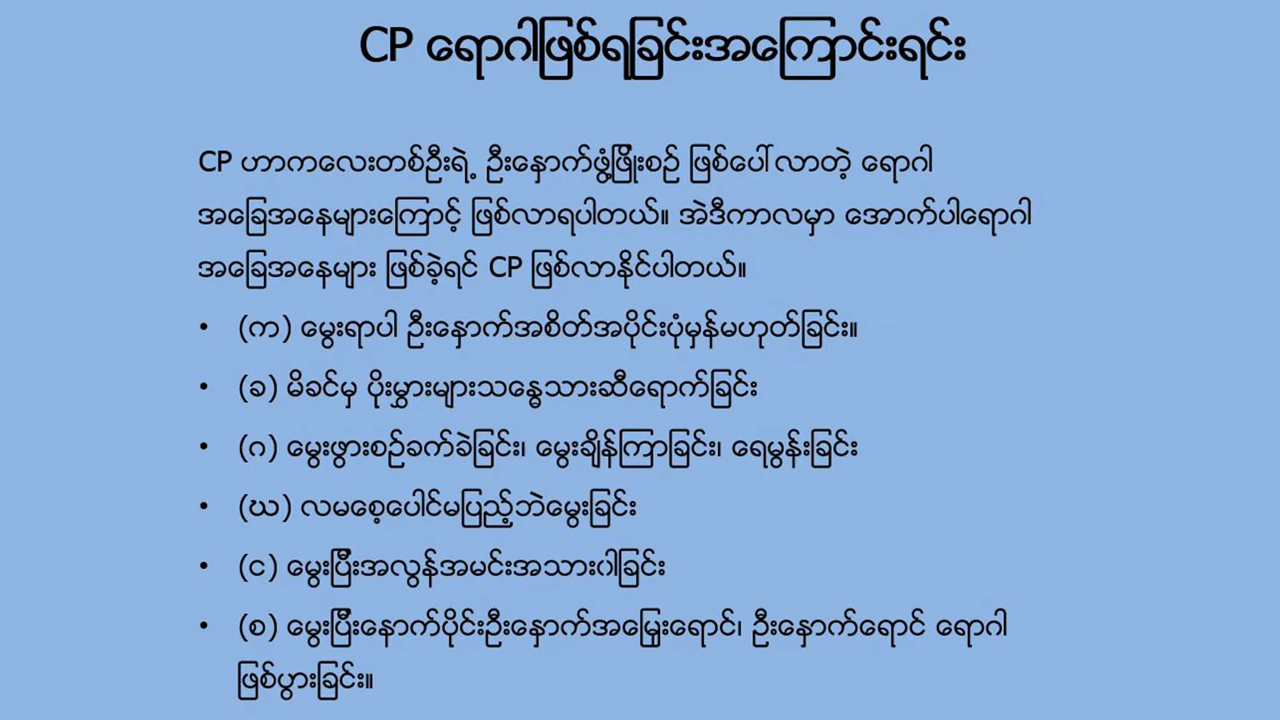 CP ရောဂါဖြစ်ရခြင်းအကြောင်းရင်း
CP ဟာကလေးတစ်ဦးရဲ့ ဦးနှောက်ဖွံ့ဖြိုးစဉ် ဖြစ်ပေါ်လာတဲ့ ရောဂါ
အခြေအနေများကြောင့် ဖြစ်လာရပါတယ်။ အဲဒီကာလမှာ အောက်ပါရောဂါ
အခြေအနေများ ဖြစ်ခဲ့ရင် CP ဖြစ်လာနိုင်ပါတယ်။
• (က) မွေးရာပါ ဦးနှောက်အစိတ်အပိုင်းပုံမှန်မဟုတ်ခြင်း။
• (ခ) မိခင်မှ ပိုးမွှားများသန္ဓေသားဆီရောက်ခြင်း
• (ဂ) မွေးဖွားစဉ်ခက်ခဲခြင်း၊ မွေးချိန်ကြာခြင်း၊ ရေမွန်းခြင်း
• (ဃ) လမစေ့ပေါင်မပြည့်ဘဲမွေးခြင်း
• (င) မွေးပြီးအလွန်အမင်းအသားဝါခြင်း
• (စ) မွေးပြီးနောက်ပိုင်းဦးနှောက်အမြှေးရောင်၊ ဦးနှောက်ရောင် ရောဂါ
ဖြစ်ပွားခြင်း။